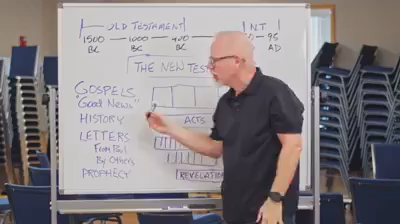 OLD TESTAMENT N.T.
1500 — 1000 — 400 — 95
BC BC BC AD
THE NEW TEST
GOSPELS
"Good News"
HISTORY ACTS
LETTERS
From Paul
By Others
PROPHECY REVELATION